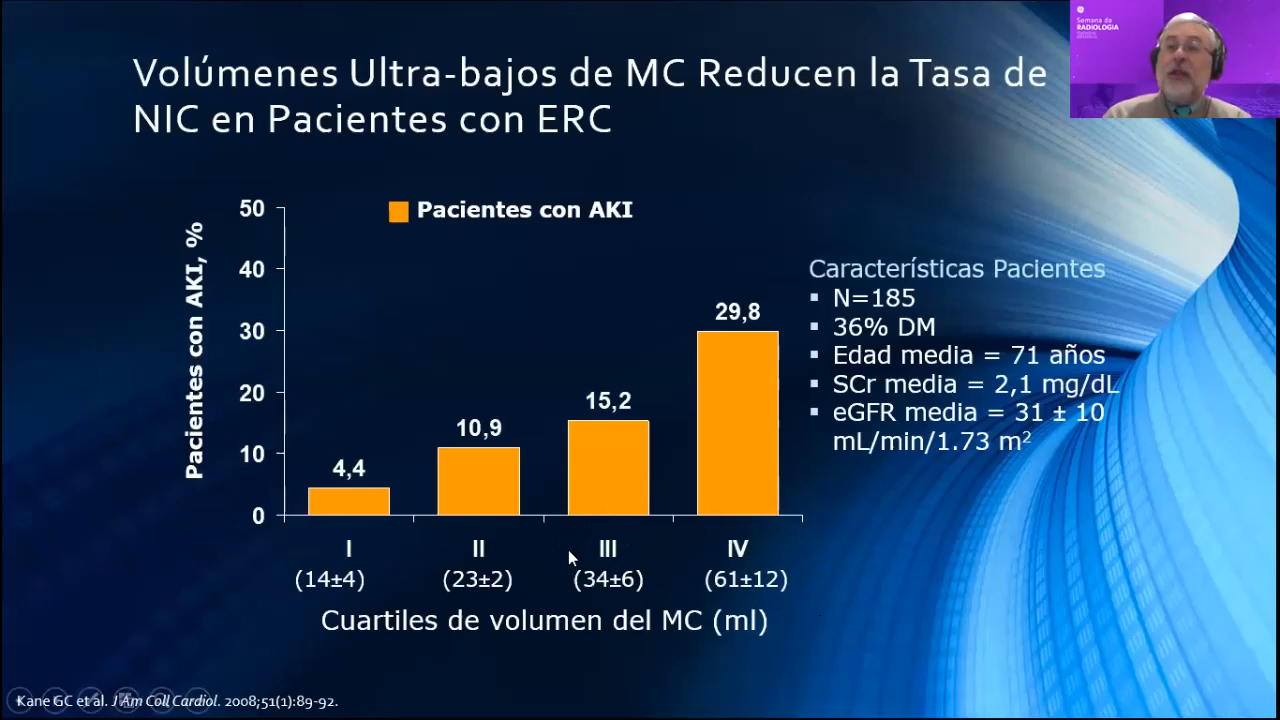 Semana da
RADIOLOGIA
Volúmenes Ultra-bajos de MC Reducen la Tasa de
NIC en Pacientes con ERC
Pacientes con AKI
Pacientes con AKI, %
50
40
30
20
10
0
4,4
10,9
15,2
29,8
I
II
III
IV
(14±4)
(23±2)
(34±6)
(61±12)
Cuartiles de volumen del MC (ml)
Características Pacientes
▪ N=185
▪ 36% DM
▪ Edad media = 71 años
▪ SCr media = 2,1 mg/dL
▪ eGFR media = 31 ± 10
mL/min/1.73 m²
Kane GC et al. J Am Coll Cardiol. 2008;51(1):89-92.